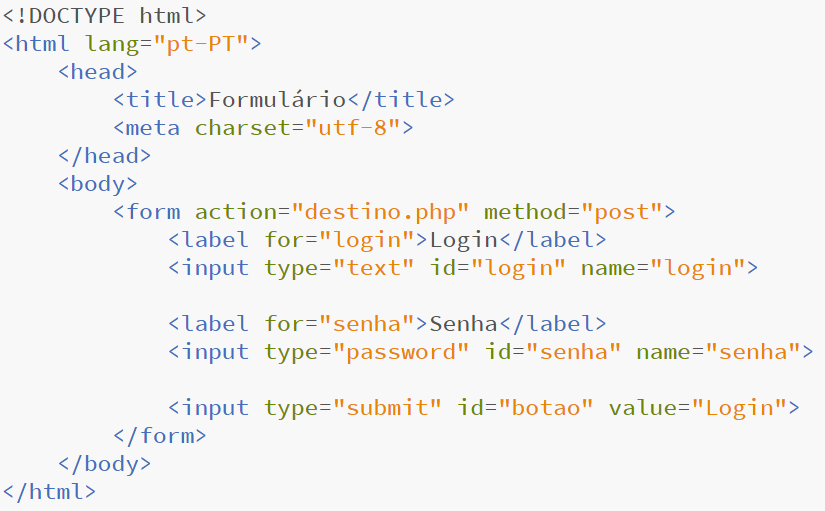 <!DOCTYPE html>
<html lang="pt-PT">
    <head>
        <title>Formulário</title>
        <meta charset="utf-8">
    </head>
    <body>
        <form action="destino.php" method="post">
            <label for="login">Login</label>
            <input type="text" id="login" name="login">

            <label for="senha">Senha</label>
            <input type="password" id="senha" name="senha">

            <input type="submit" id="botao" value="Login">
        </form>
    </body>
</html>